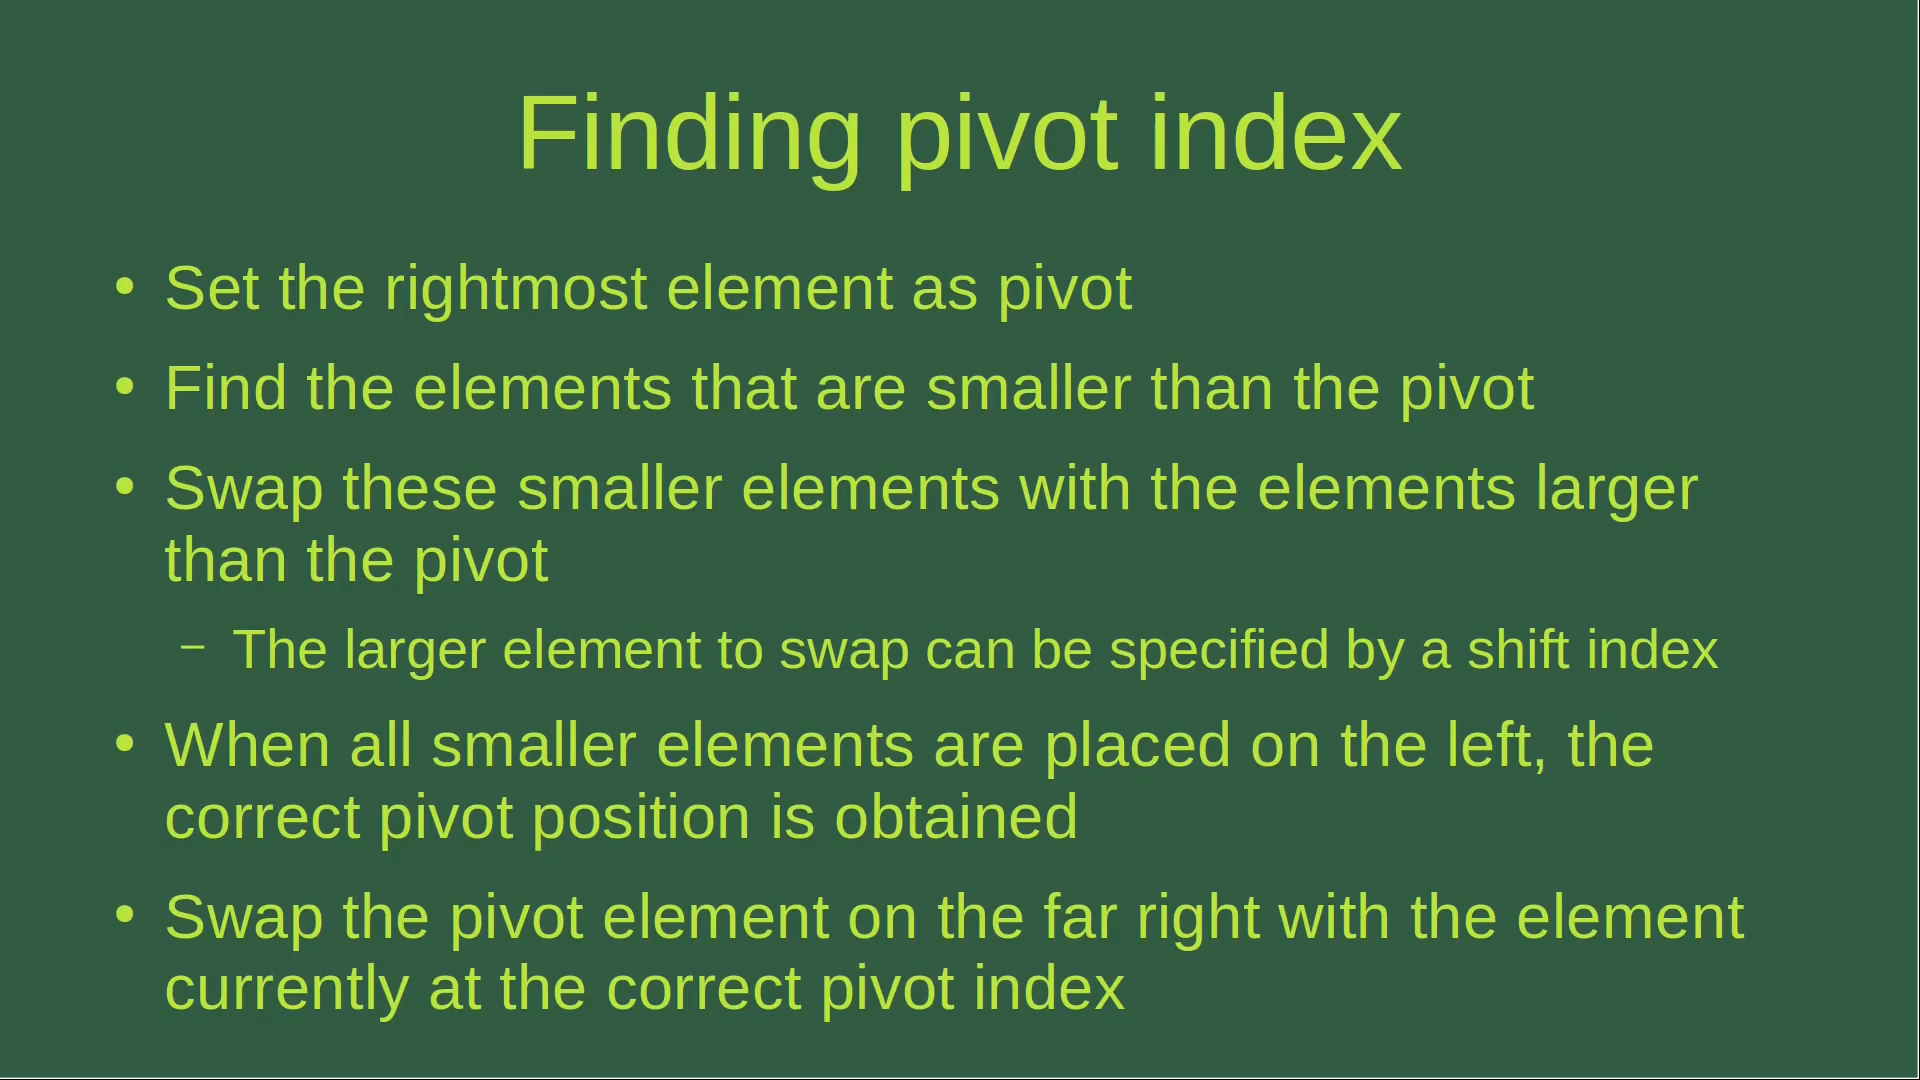 Finding pivot index
• Set the rightmost element as pivot
• Find the elements that are smaller than the pivot
• Swap these smaller elements with the elements larger
than the pivot
– The larger element to swap can be specified by a shift index
• When all smaller elements are placed on the left, the
correct pivot position is obtained
• Swap the pivot element on the far right with the element
currently at the correct pivot index